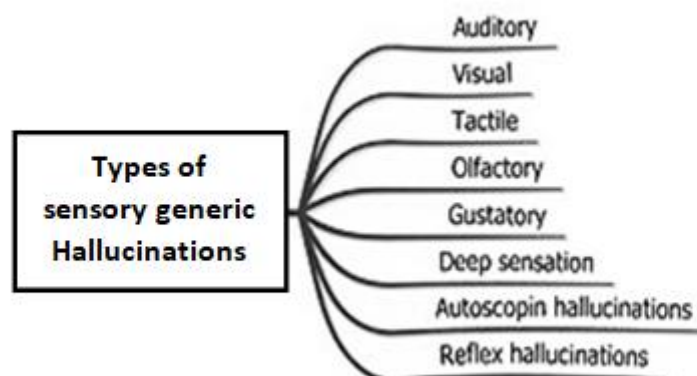 Types of
sensory generic
Hallucinations
Auditory
Visual
Tactile
Olfactory
Gustatory
Deep sensation
Autoscopin hallucinations
Reflex hallucinations